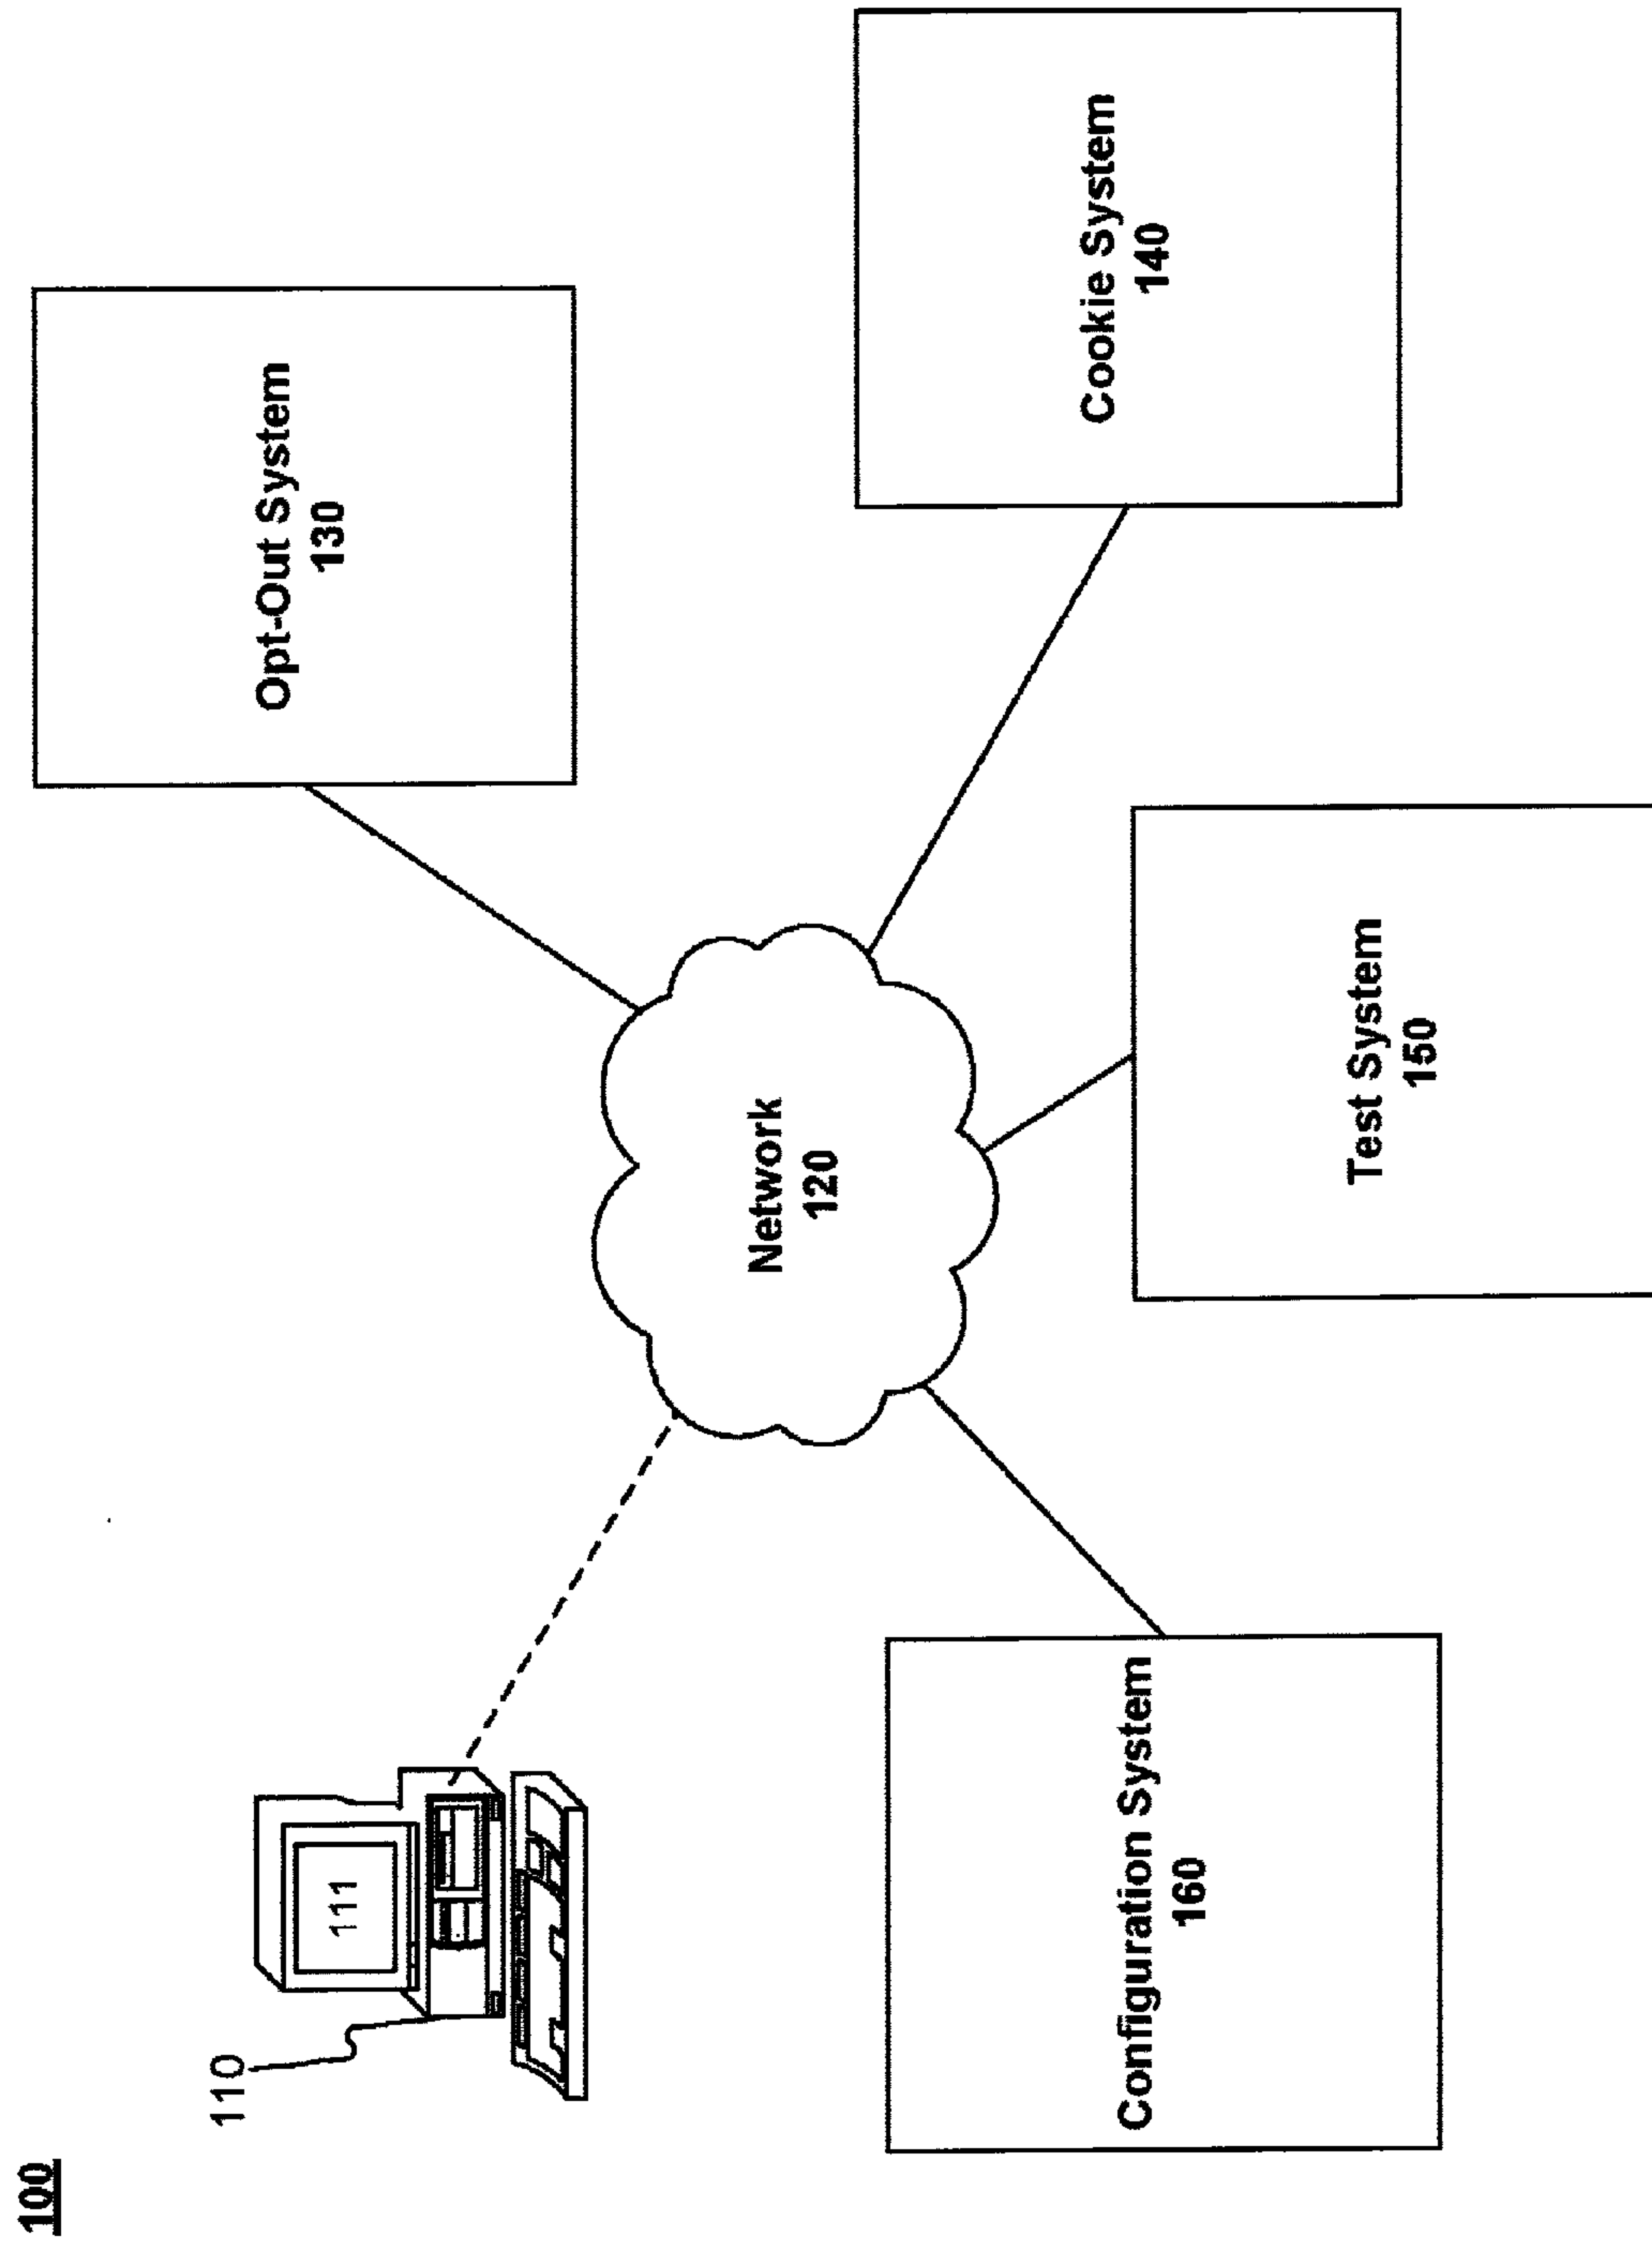 100
110
111
Opt-Out System
130
Network
120
Cookie System
140
Configuration System
160
Test System
150